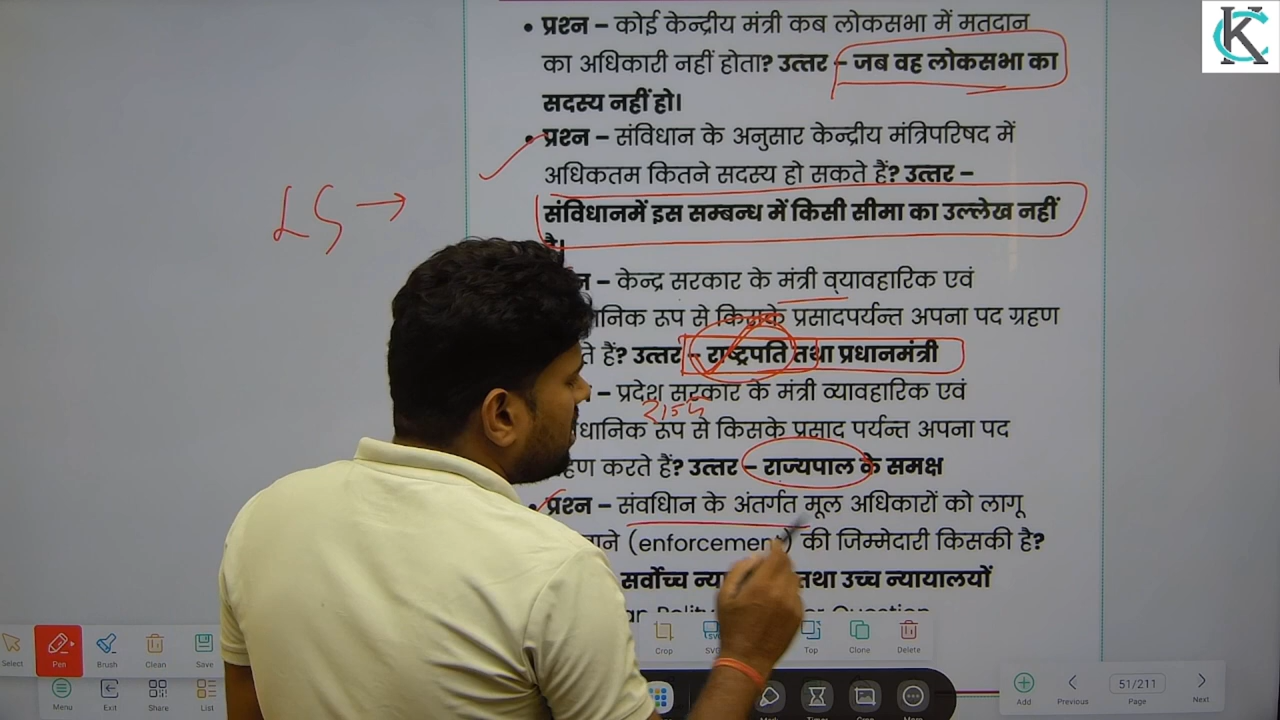 • प्रश्न – कोई केन्द्रीय मंत्री कब लोकसभा में मतदान
का अधिकारी नहीं होता? उत्तर – जब वह लोकसभा का
सदस्य नहीं हो।
• प्रश्न – संविधान के अनुसार केन्द्रीय मंत्रिपरिषद में
अधिकतम कितने सदस्य हो सकते हैं? उत्तर –
LS →
संविधानमें इस सम्बन्ध में किसी सीमा का उल्लेख नहीं
है।
– केन्द्र सरकार के मंत्री व्यावहारिक एवं
रूप से किसके प्रसादपर्यन्त अपना पद ग्रहण
हैं? उत्तर – राष्ट्रपति तथा प्रधानमंत्री
– प्रदेश सरकार के मंत्री व्यावहारिक एवं
रूप से किसके प्रसाद पर्यन्त अपना पद
करते हैं? उत्तर – राज्यपाल के समक्ष
• प्रश्न – संवधिान के अंतर्गत मूल अधिकारों को लागू
(enforcement) की जिम्मेदारी किसकी है?
सर्वोच्च तथा उच्च न्यायालयों
Select Pen Brush Clean Save Crop Top Clone Delete
Menu Exit Share List Add Previous 51/211 Page Next